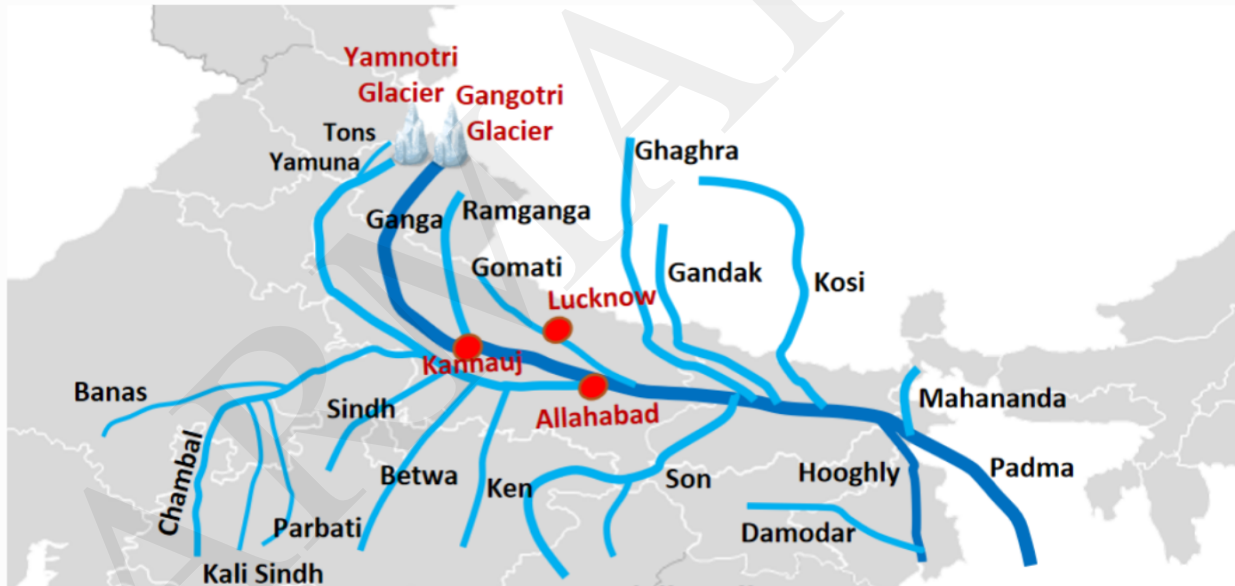 Yamnotri
Glacier
Gangotri
Glacier
Tons
Yamuna
Ghaghra
Ganga
Ramganga
Gomati
Gandak
Kosi
Lucknow
Kannauj
Banas
Sindh
Allahabad
Mahananda
Chambal
Betwa
Ken
Son
Hooghly
Padma
Parbati
Damodar
Kali Sindh